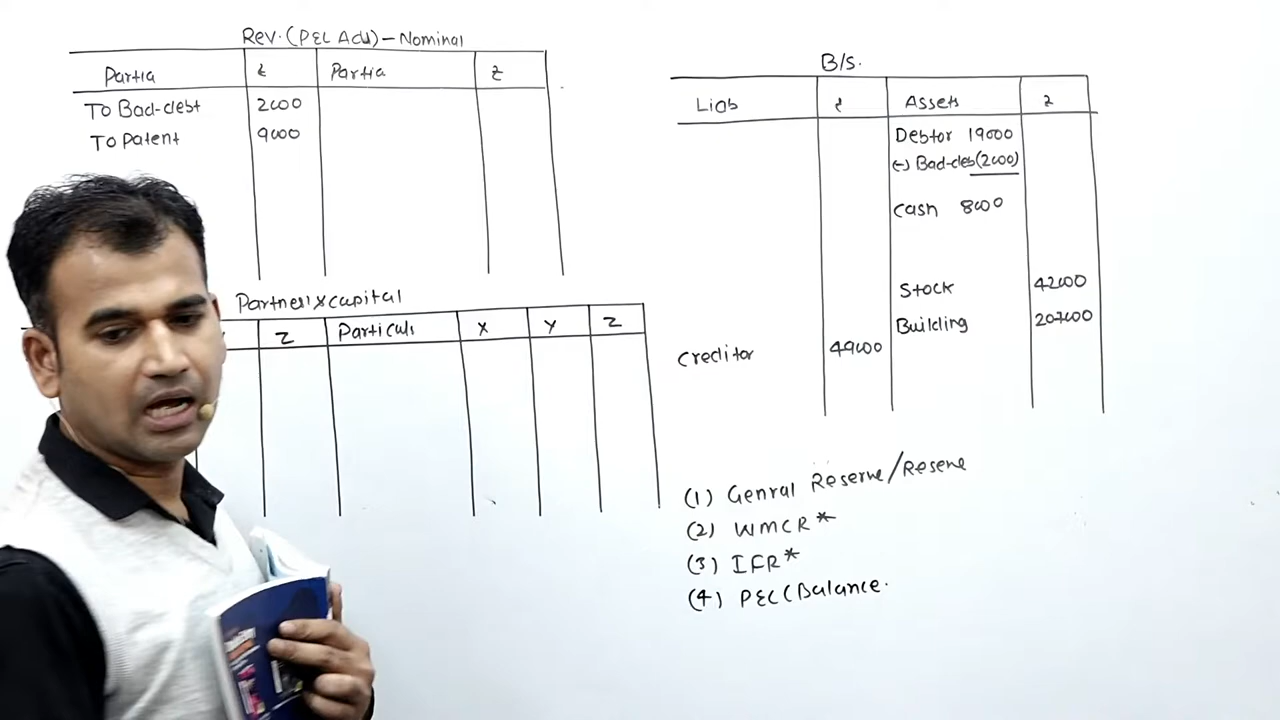 Rev. (P&L Adj) - Nominal
Partia ₹ Partia ₹
To Bad-debt 2000
To Patent 9000
Partner's capital
Z Particuls X Y Z
B/S.
Liab ₹ Assets ₹
Debtor 19000
(-) Bad-deb (2000)
Cash 8000
Stock 42000
Building 207000
Creditor 49000
(1) Genral Reserve/Reserve
(2) WMCR*
(3) IFR*
(4) P&L (Balance.